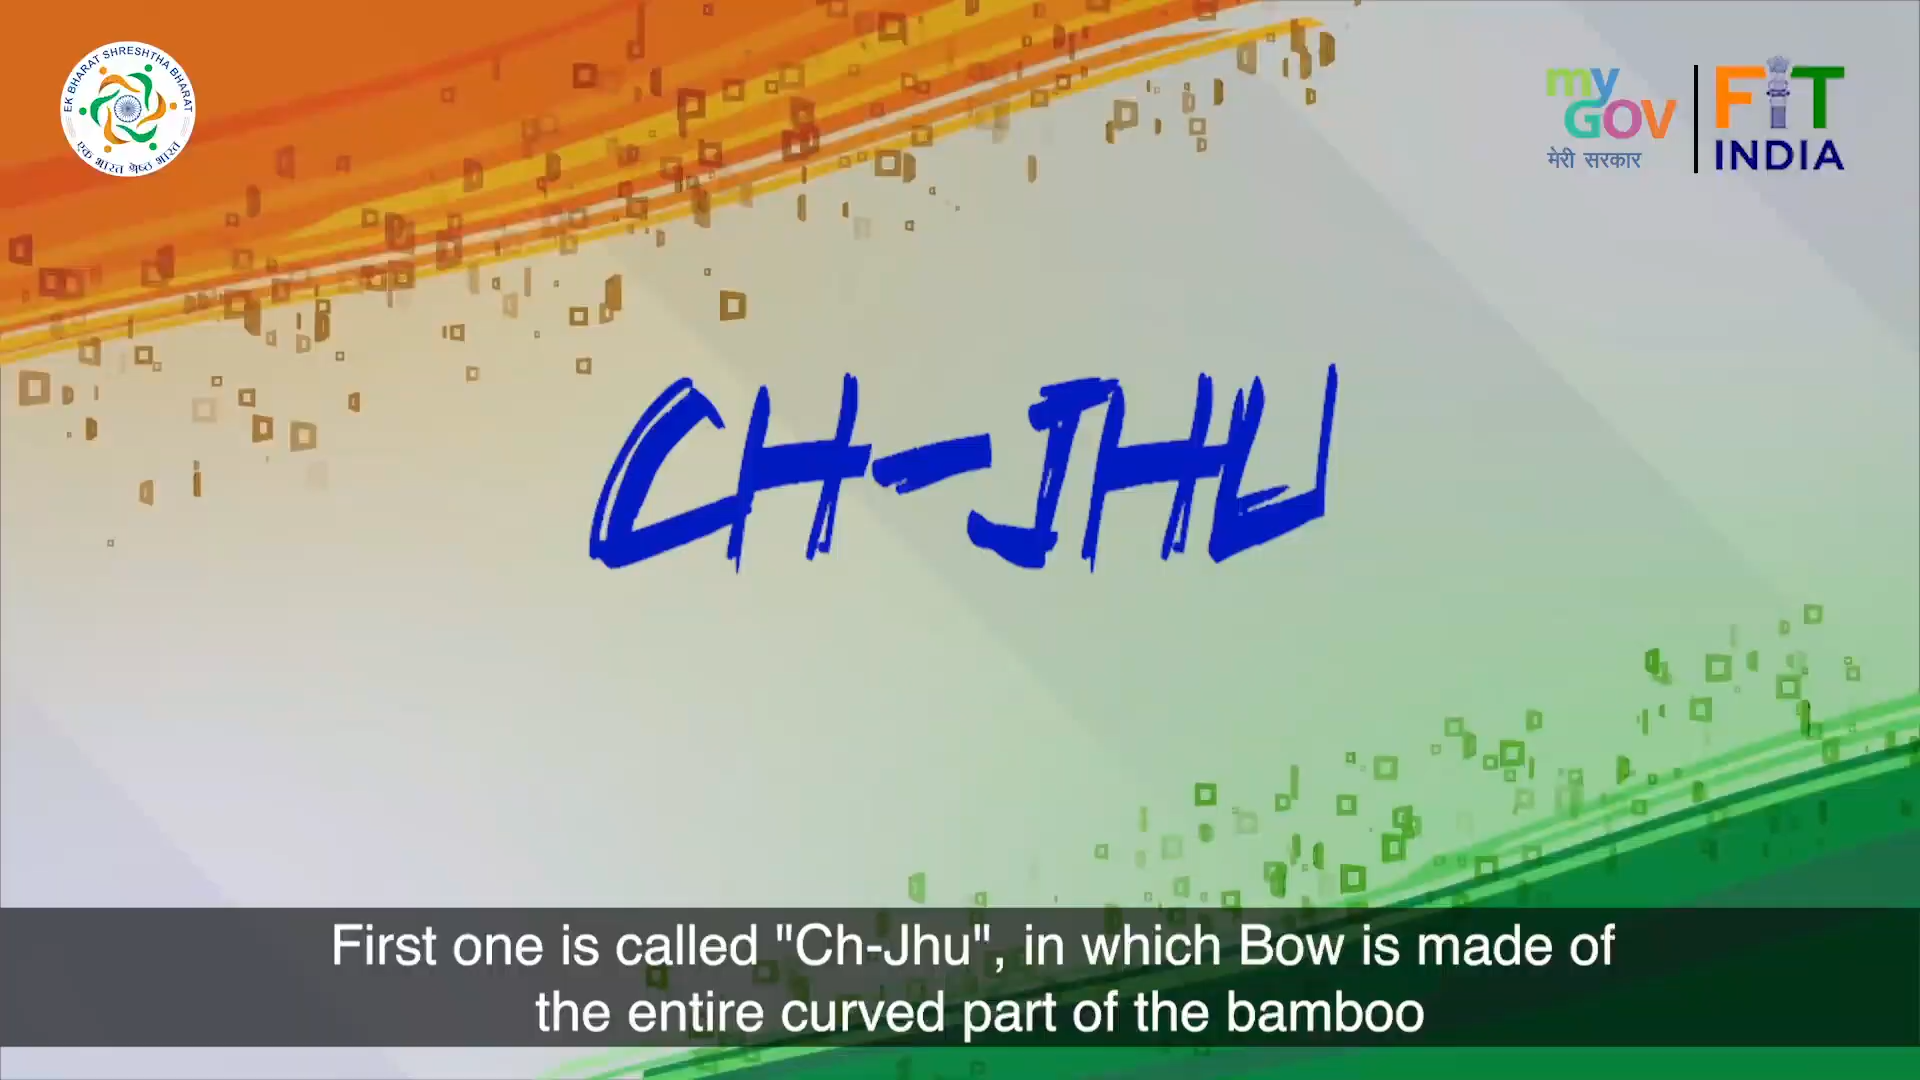 EK BHARAT SHRESHTHA BHARAT
एक भारत श्रेष्ठ भारत
my
GOV
मेरी सरकार
FIT
INDIA
CH-JHU
First one is called "Ch-Jhu", in which Bow is made of
the entire curved part of the bamboo